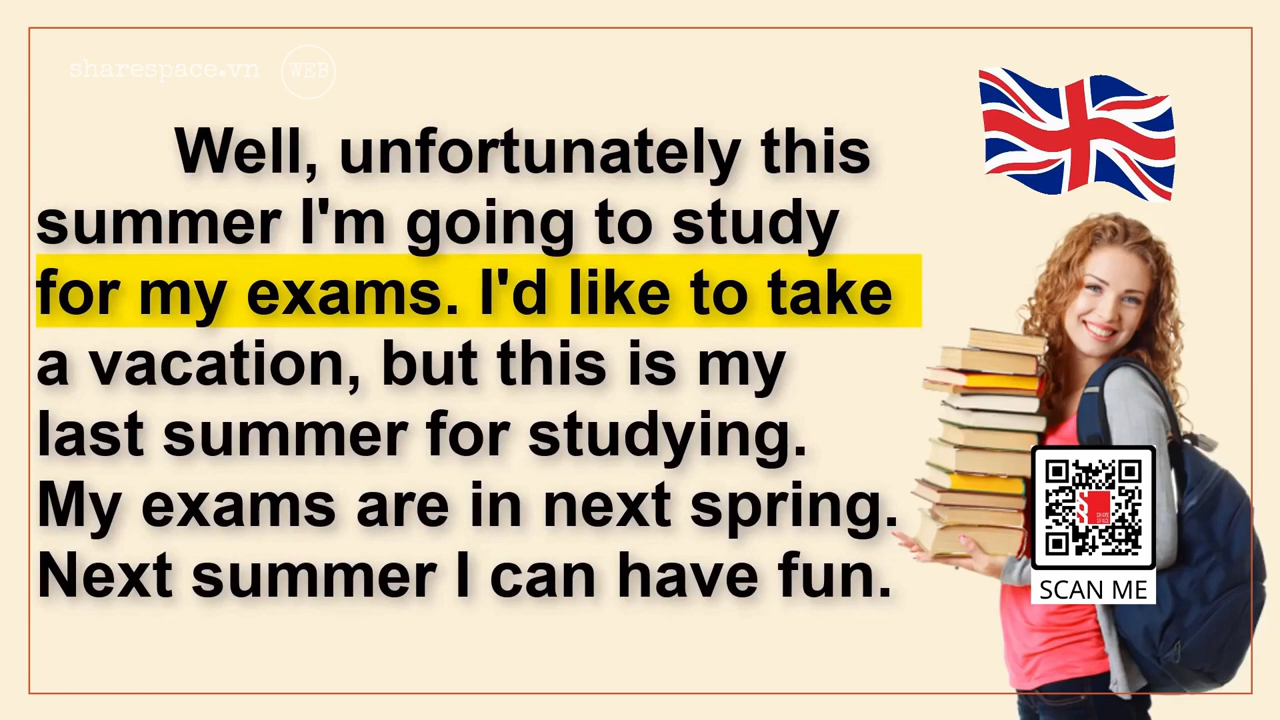 sharespace.vn WEB
Well, unfortunately this
summer I'm going to study
for my exams. I'd like to take
a vacation, but this is my
last summer for studying.
My exams are in next spring.
Next summer I can have fun.
SCAN ME